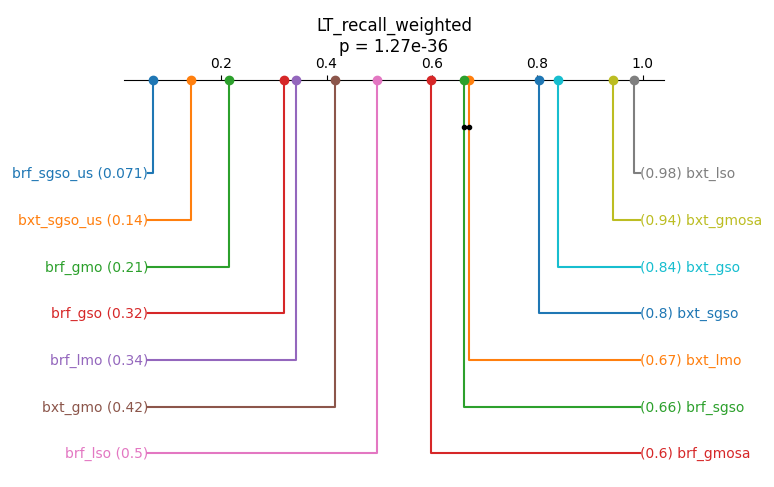 LT_recall_weighted
p = 1.27e-36
0.2 0.4 0.6 0.8 1.0
brf_sgso_us (0.071) (0.98) bxt_lso
bxt_sgso_us (0.14) (0.94) bxt_gmosa
brf_gmo (0.21) (0.84) bxt_gso
brf_gso (0.32) (0.8) bxt_sgso
brf_lmo (0.34) (0.67) bxt_lmo
bxt_gmo (0.42) (0.66) brf_sgso
brf_lso (0.5) (0.6) brf_gmosa